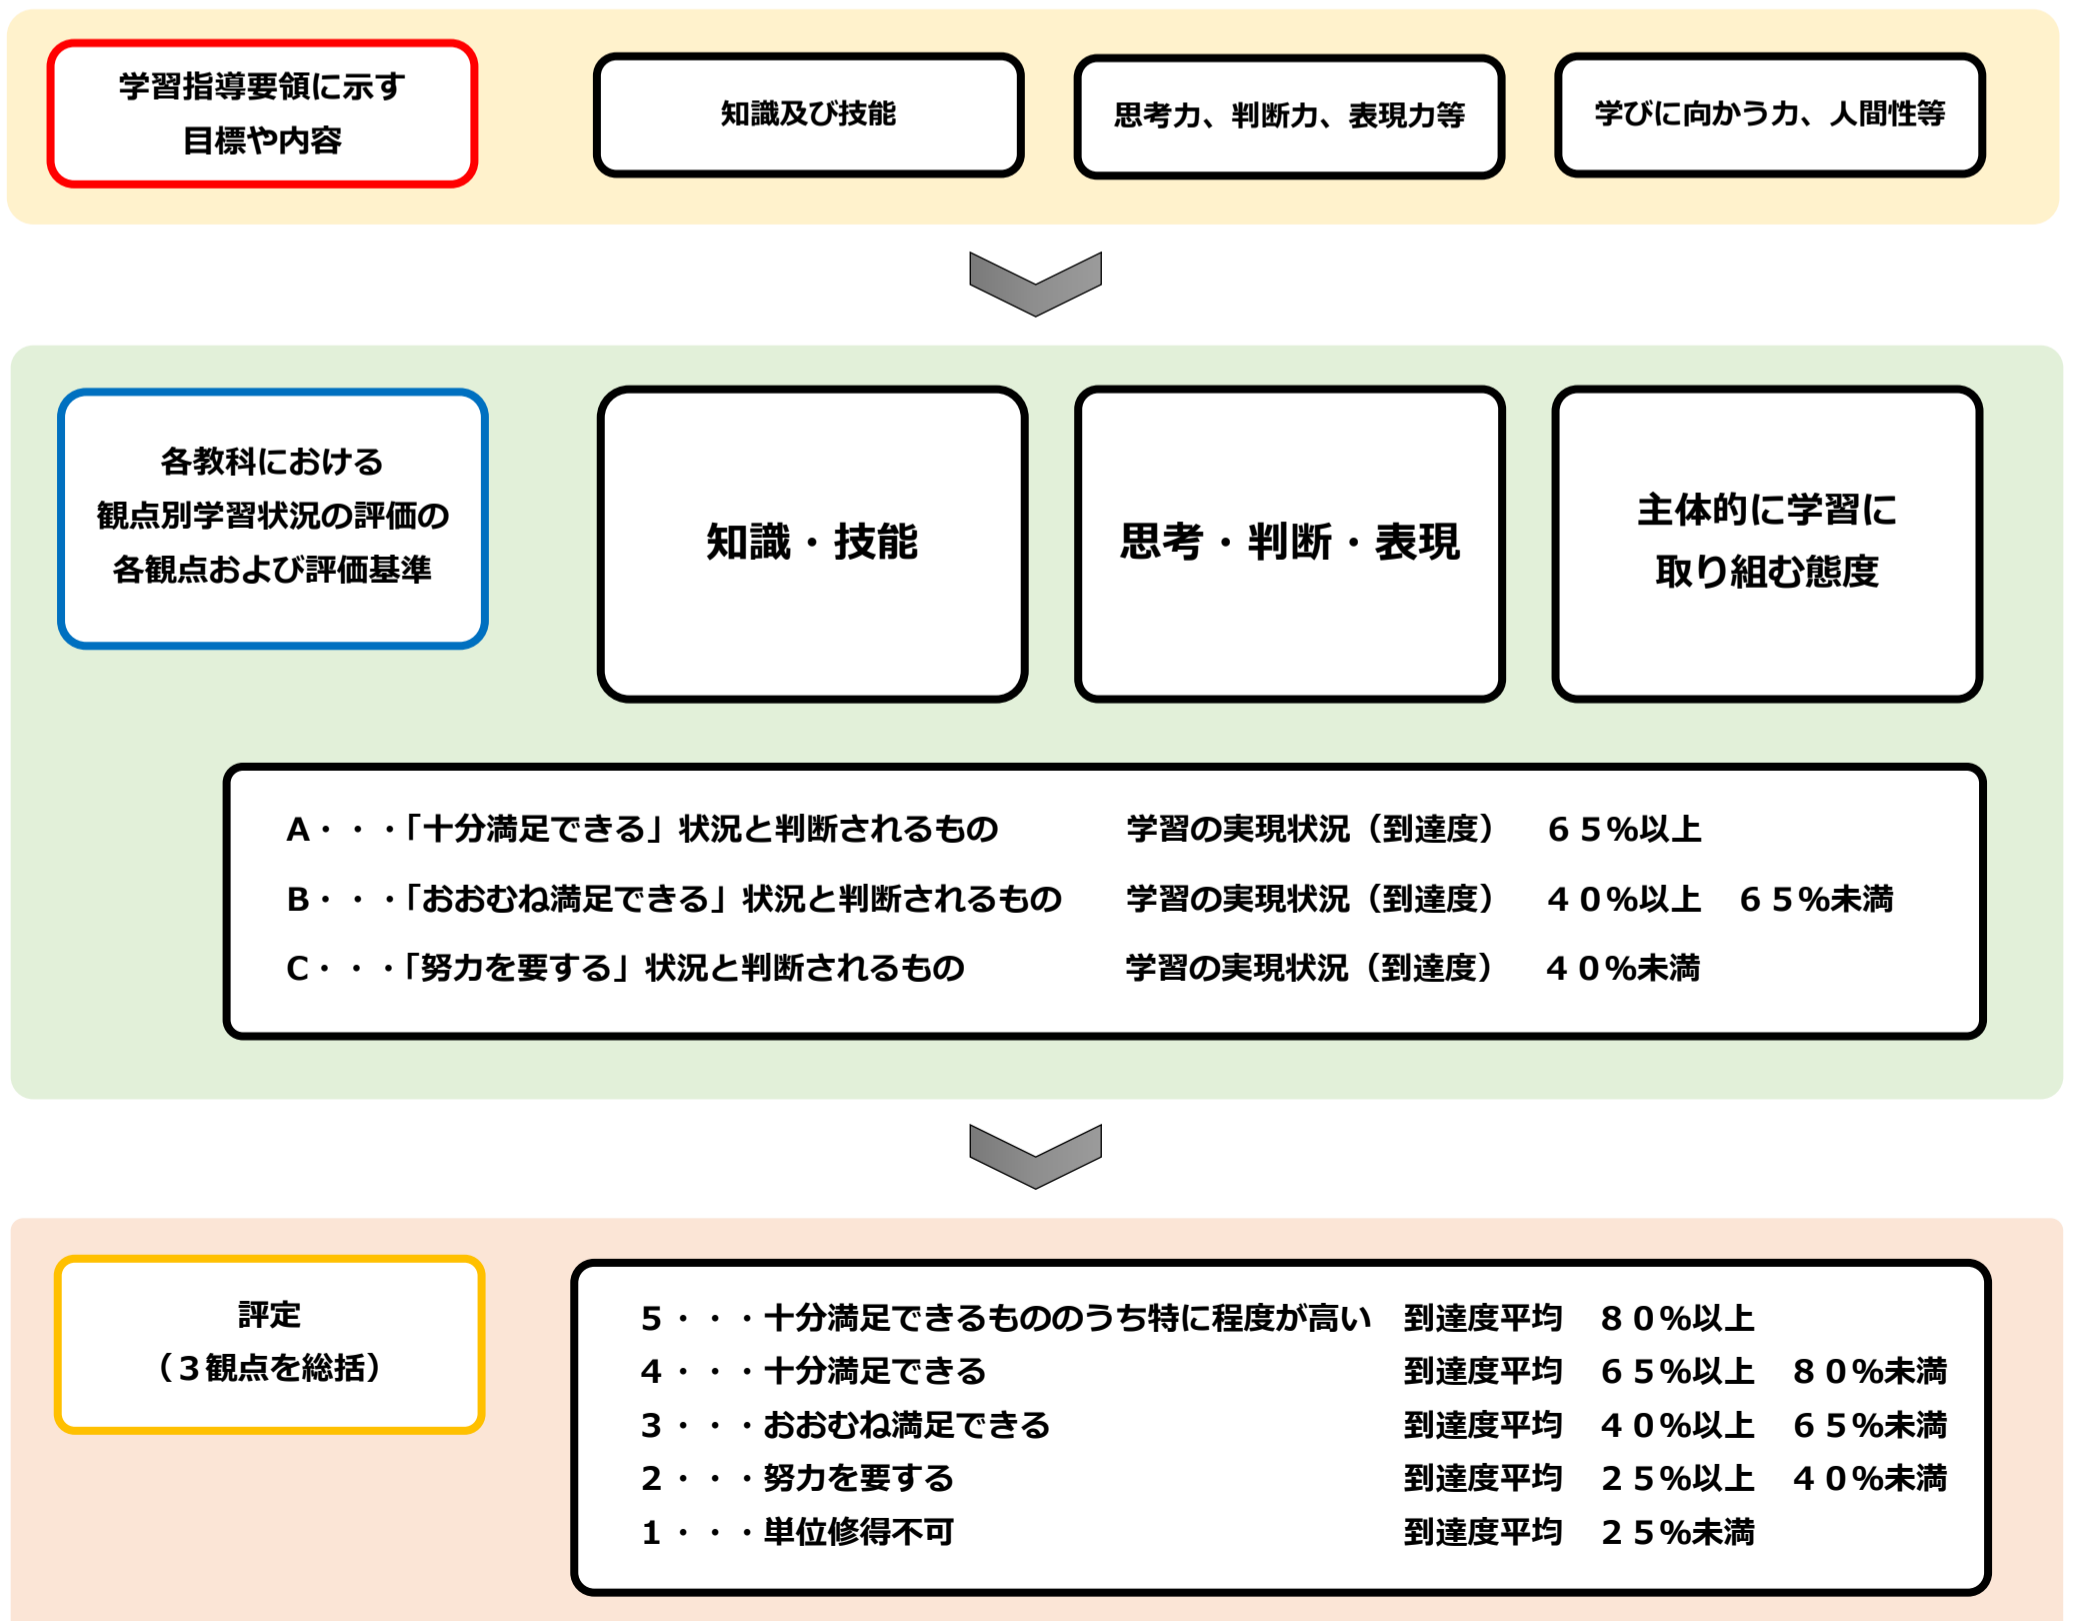 学習指導要領に示す
目標や内容
知識及び技能
思考力、判断力、表現力等
学びに向かう力、人間性等
各教科における
観点別学習状況の評価の
各観点および評価基準
知識・技能
思考・判断・表現
主体的に学習に
取り組む態度
A・・・「十分満足できる」状況と判断されるもの　学習の実現状況（到達度）　６５%以上
B・・・「おおむね満足できる」状況と判断されるもの　学習の実現状況（到達度）　４０%以上　６５%未満
C・・・「努力を要する」状況と判断されるもの　学習の実現状況（到達度）　４０%未満
評定
（３観点を総括）
５・・・十分満足できるもののうち特に程度が高い　到達度平均　８０%以上
４・・・十分満足できる　到達度平均　６５%以上　８０%未満
３・・・おおむね満足できる　到達度平均　４０%以上　６５%未満
２・・・努力を要する　到達度平均　２５%以上　４０%未満
１・・・単位修得不可　到達度平均　２５%未満